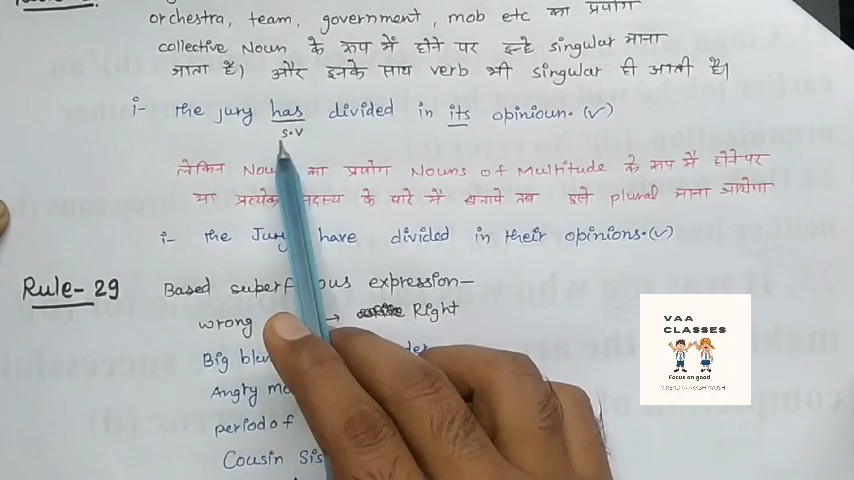 orchestra, team, government, mob etc का प्रयोग
collective Noun के रूप में होने पर इन्हे singular माना
जाता है। और इनके साथ verb भी singular ही आती है।
i- the jury has divided in its opinioun. (✓)
S.V
लेकिन Noun का प्रयोग Nouns of Multitude के रूप में होने पर
या प्रत्येक सदस्य के बारे में बताये तब इसे plural माना जायेगा
i- the Jury have divided in their opinions. (✓)
Rule- 29
Based superf ous expression—
wrong → Right
Big blu
Angry mo
period of
Cousin Sis
VAA
CLASSES
Focus on good